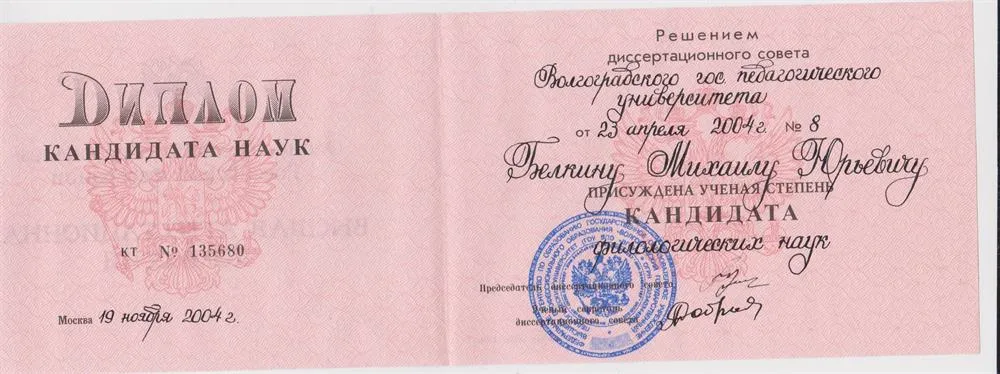 ДИПЛОМ
КАНДИДАТА НАУК
КТ № 135680
Москва 19 ноября 2004 г.
Решением
диссертационного совета
Волгоградского гос. педагогического
университета
от 23 апреля 2004 г. № 8
Белкину Михаилу Юрьевичу
ПРИСУЖДЕНА УЧЕНАЯ СТЕПЕНЬ
КАНДИДАТА
филологических наук
Председатель диссертационного совета
Ученый секретарь
диссертационного совета